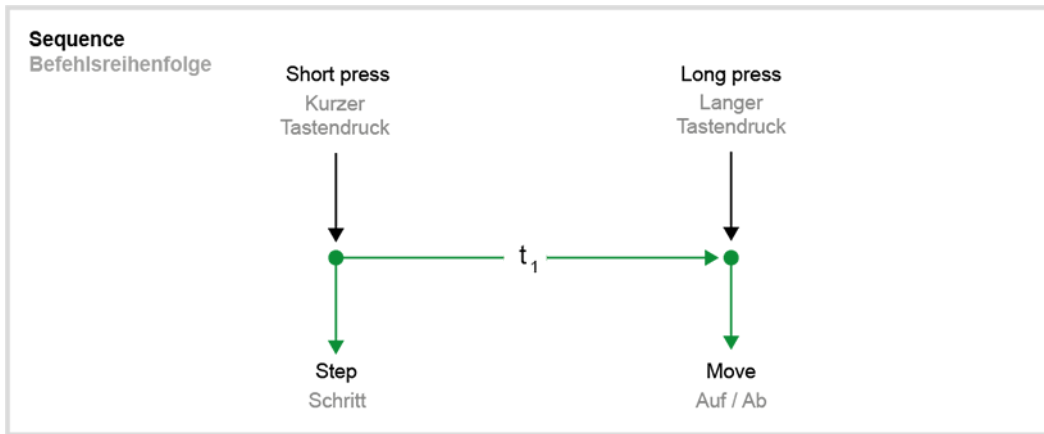 Sequence
Befehlsreihenfolge
Short press
Kurzer
Tastendruck
Long press
Langer
Tastendruck
t1
Step
Schritt
Move
Auf / Ab